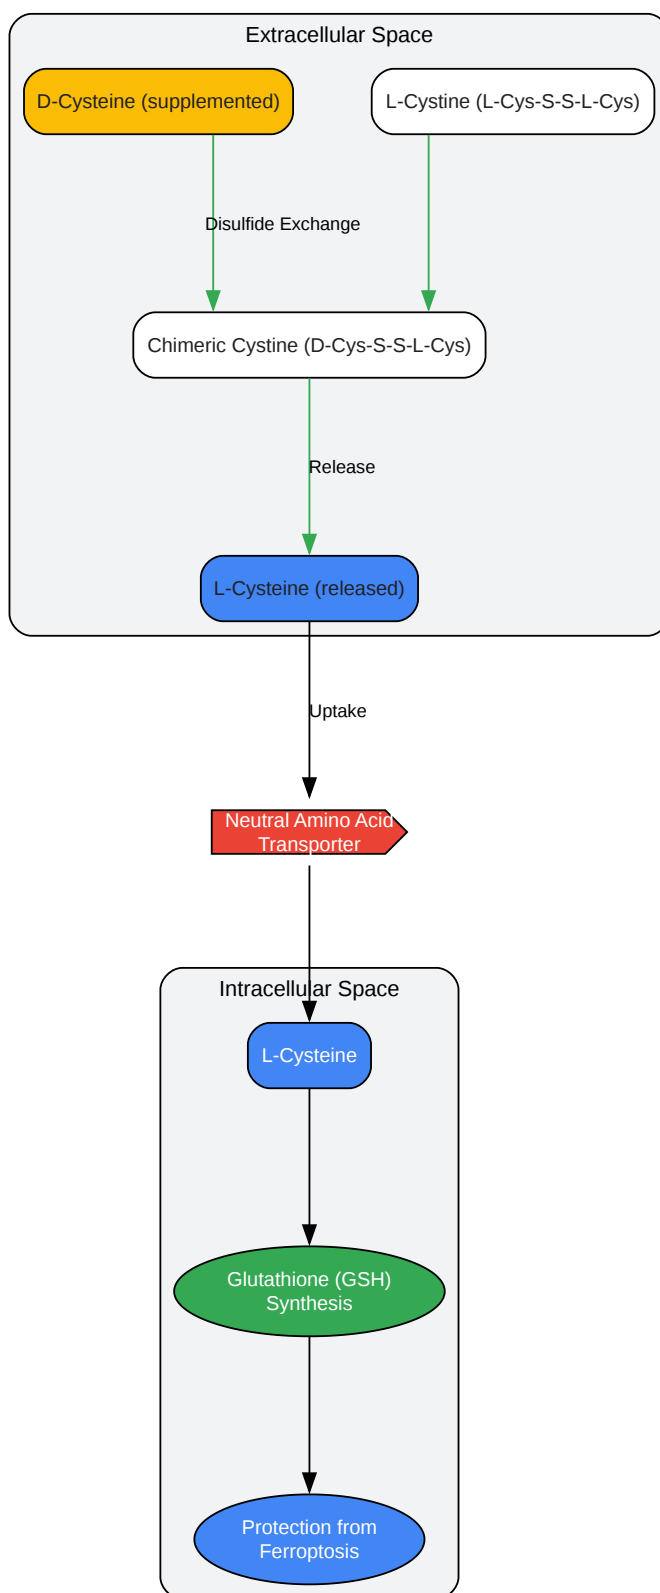 Extracellular Space
D-Cysteine (supplemented)
L-Cystine (L-Cys-S-S-L-Cys)
Disulfide Exchange
Chimeric Cystine (D-Cys-S-S-L-Cys)
Release
L-Cysteine (released)
Uptake
Neutral Amino Acid
Transporter
Intracellular Space
L-Cysteine
Glutathione (GSH)
Synthesis
Protection from
Ferroptosis